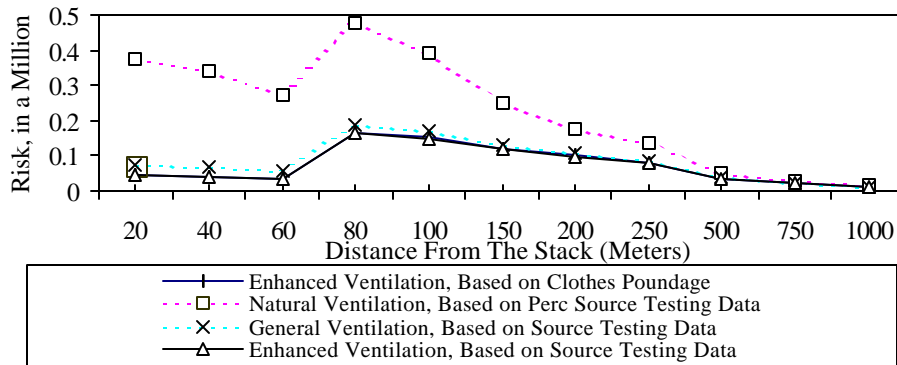 0.5
0.4
0.3
0.2
0.1
0
Risk, in a Million
20 40 60 80 100 150 200 250 500 750 1000
Distance From The Stack (Meters)
Enhanced Ventilation, Based on Clothes Poundage
Natural Ventilation, Based on Perc Source Testing Data
General Ventilation, Based on Source Testing Data
Enhanced Ventilation, Based on Source Testing Data